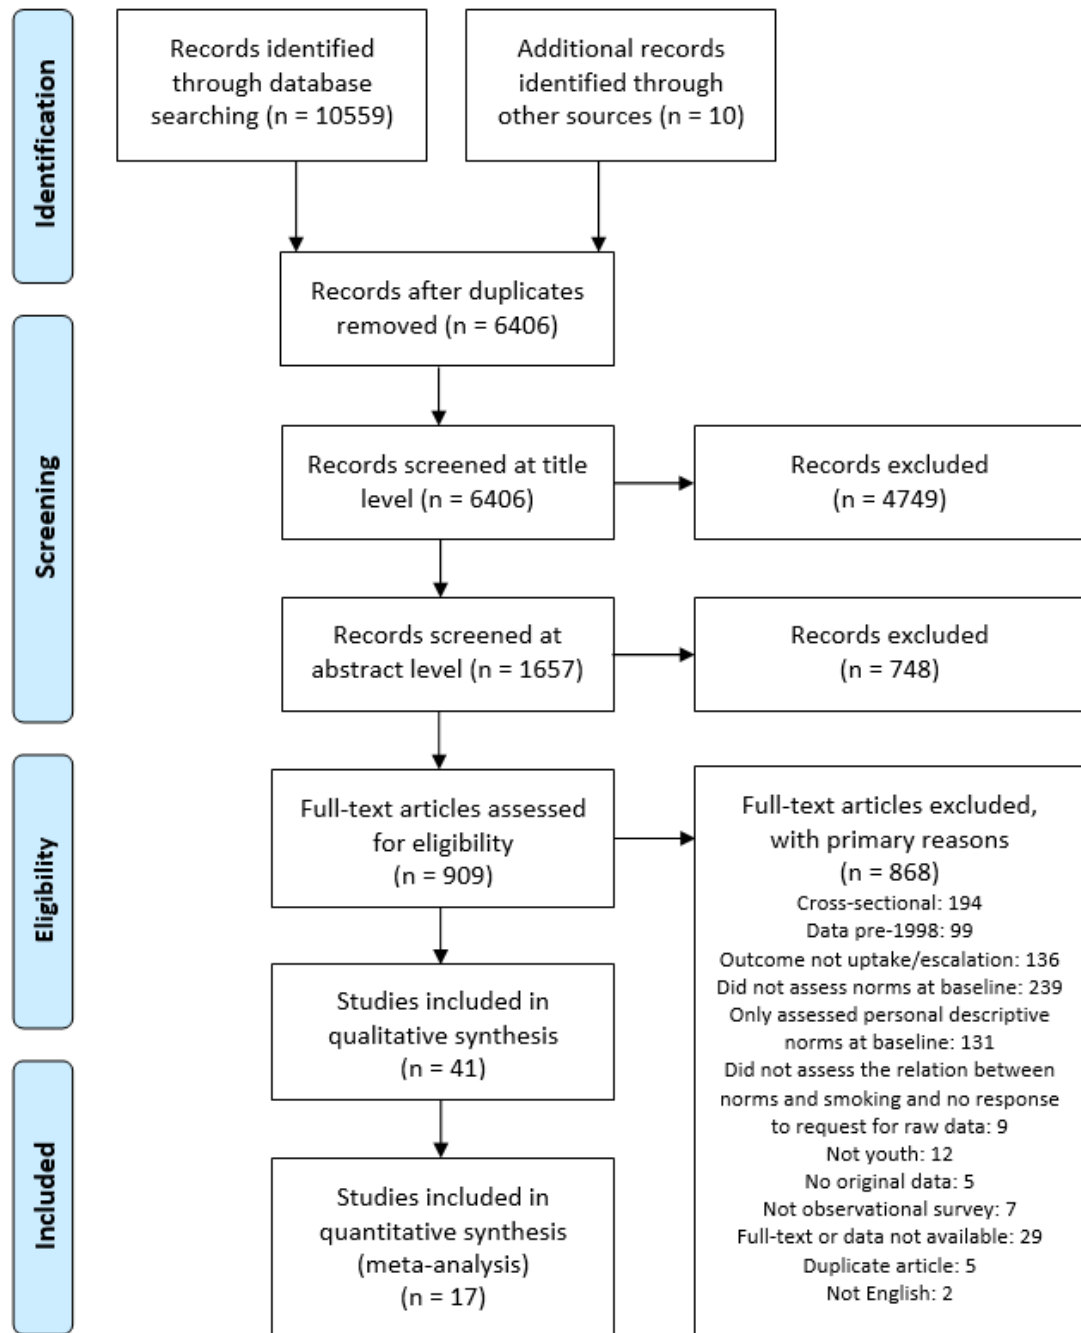 Identification
Records identified
through database
searching (n = 10559)
Additional records
identified through
other sources (n = 10)
Records after duplicates
removed (n = 6406)
Screening
Records screened at title
level (n = 6406)
Records excluded
(n = 4749)
Records screened at
abstract level (n = 1657)
Records excluded
(n = 748)
Eligibility
Full-text articles assessed
for eligibility
(n = 909)
Full-text articles excluded,
with primary reasons
(n = 868)
Cross-sectional: 194
Data pre-1998: 99
Outcome not uptake/escalation: 136
Did not assess norms at baseline: 239
Only assessed personal descriptive
norms at baseline: 131
Did not assess the relation between
norms and smoking and no response
to request for raw data: 9
Not youth: 12
No original data: 5
Not observational survey: 7
Full-text or data not available: 29
Duplicate article: 5
Not English: 2
Studies included in
qualitative synthesis
(n = 41)
Included
Studies included in
quantitative synthesis
(meta-analysis)
(n = 17)